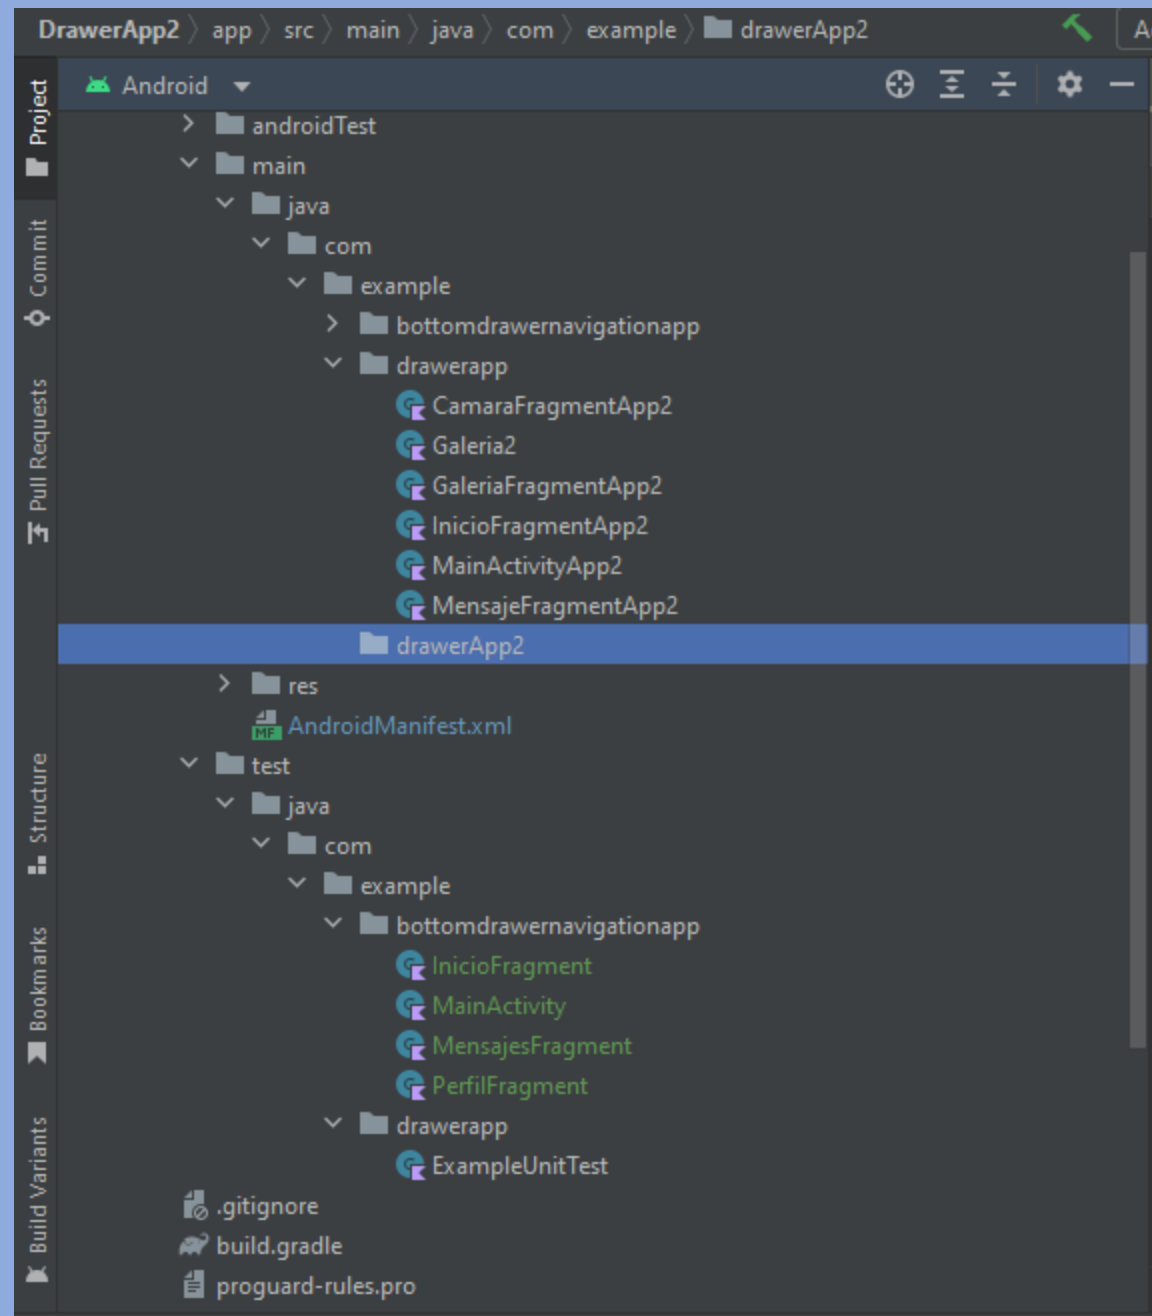 DrawerApp2 〉 app 〉 src 〉 main 〉 java 〉 com 〉 example 〉 drawerApp2
Android
androidTest
main
java
com
example
bottomdrawernavigationapp
drawerapp
CamaraFragmentApp2
Galeria2
GaleriaFragmentApp2
InicioFragmentApp2
MainActivityApp2
MensajeFragmentApp2
drawerApp2
res
AndroidManifest.xml
test
java
com
example
bottomdrawernavigationapp
InicioFragment
MainActivity
MensajesFragment
PerfilFragment
drawerapp
ExampleUnitTest
.gitignore
build.gradle
proguard-rules.pro
Project
Commit
Pull Requests
Structure
Bookmarks
Build Variants